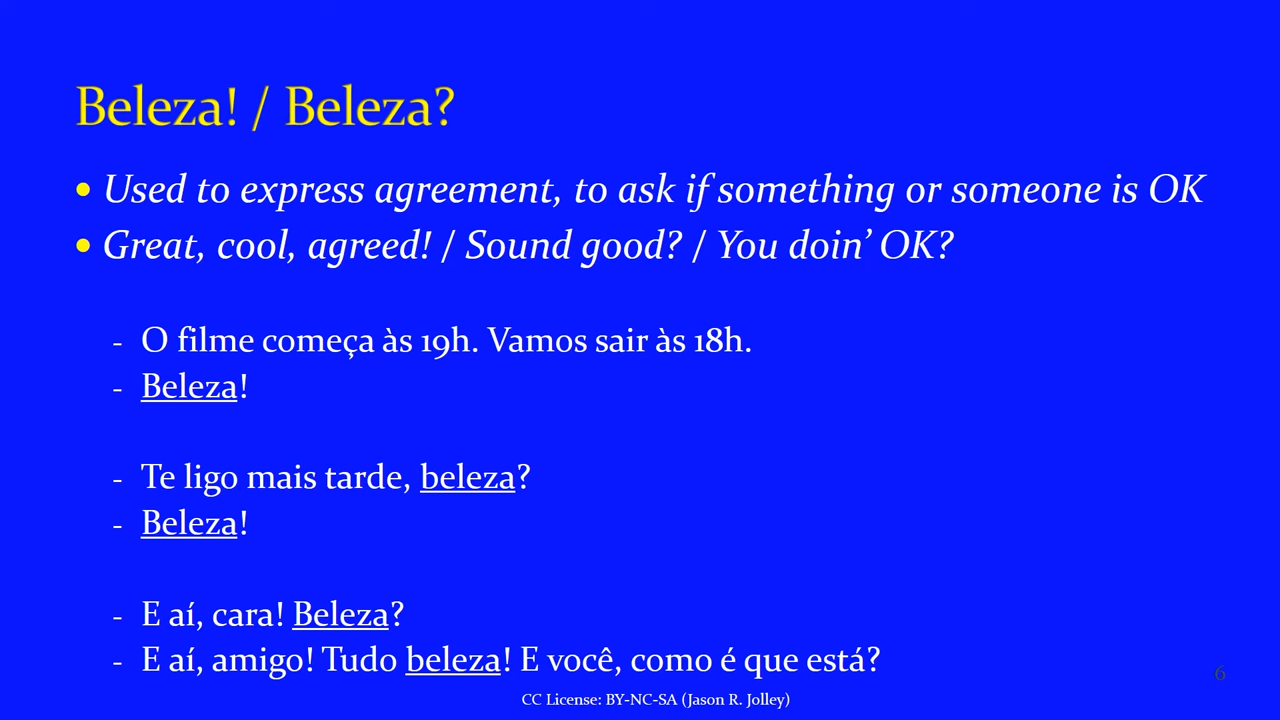 Beleza! / Beleza?
• Used to express agreement, to ask if something or someone is OK
• Great, cool, agreed! / Sound good? / You doin’ OK?
- O filme começa às 19h. Vamos sair às 18h.
- Beleza!
- Te ligo mais tarde, beleza?
- Beleza!
- E aí, cara! Beleza?
- E aí, amigo! Tudo beleza! E você, como é que está?
6
CC License: BY-NC-SA (Jason R. Jolley)